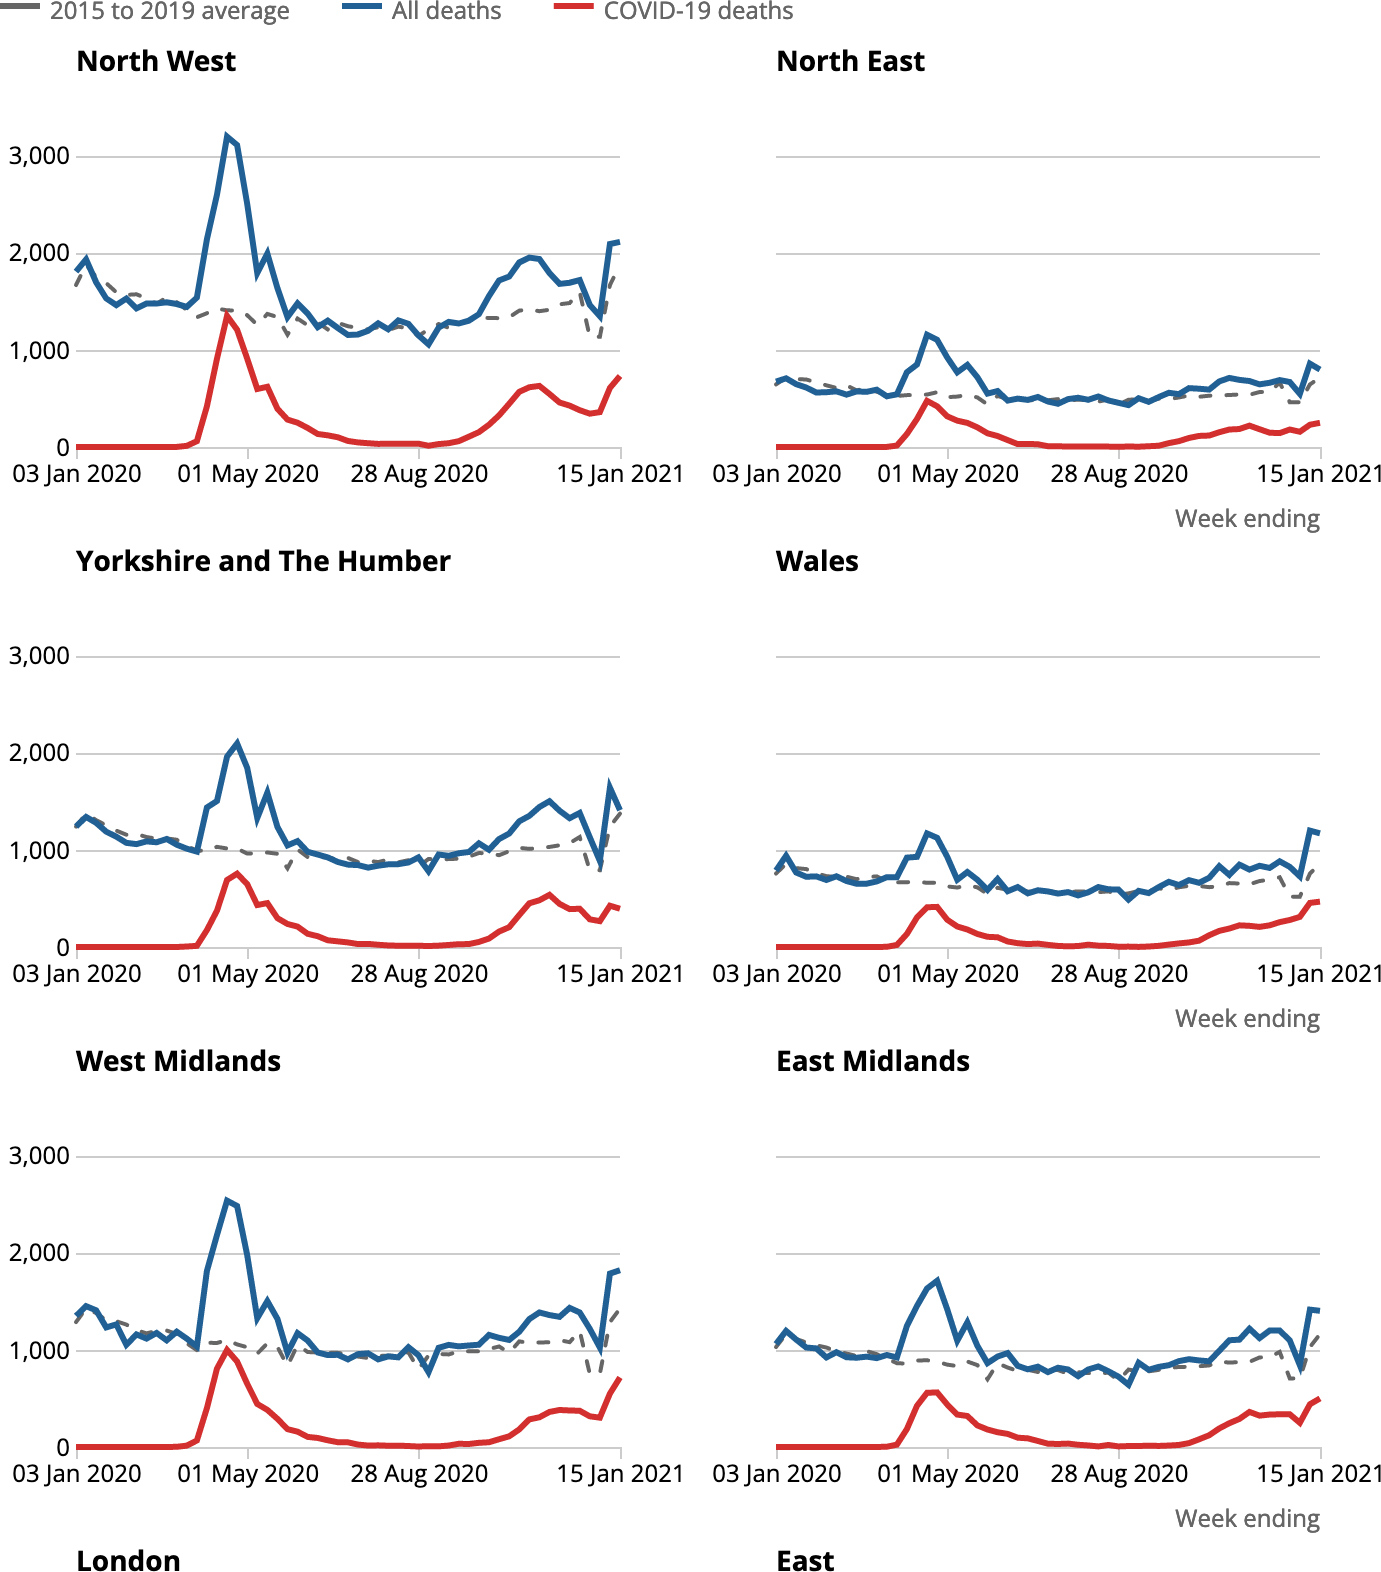 2015 to 2019 average All deaths COVID-19 deaths
North West North East
3,000
2,000
1,000
0
03 Jan 2020 01 May 2020 28 Aug 2020 15 Jan 2021 03 Jan 2020 01 May 2020 28 Aug 2020 15 Jan 2021
Week ending
Yorkshire and The Humber Wales
3,000
2,000
1,000
0
03 Jan 2020 01 May 2020 28 Aug 2020 15 Jan 2021 03 Jan 2020 01 May 2020 28 Aug 2020 15 Jan 2021
Week ending
West Midlands East Midlands
3,000
2,000
1,000
0
03 Jan 2020 01 May 2020 28 Aug 2020 15 Jan 2021 03 Jan 2020 01 May 2020 28 Aug 2020 15 Jan 2021
Week ending
London East